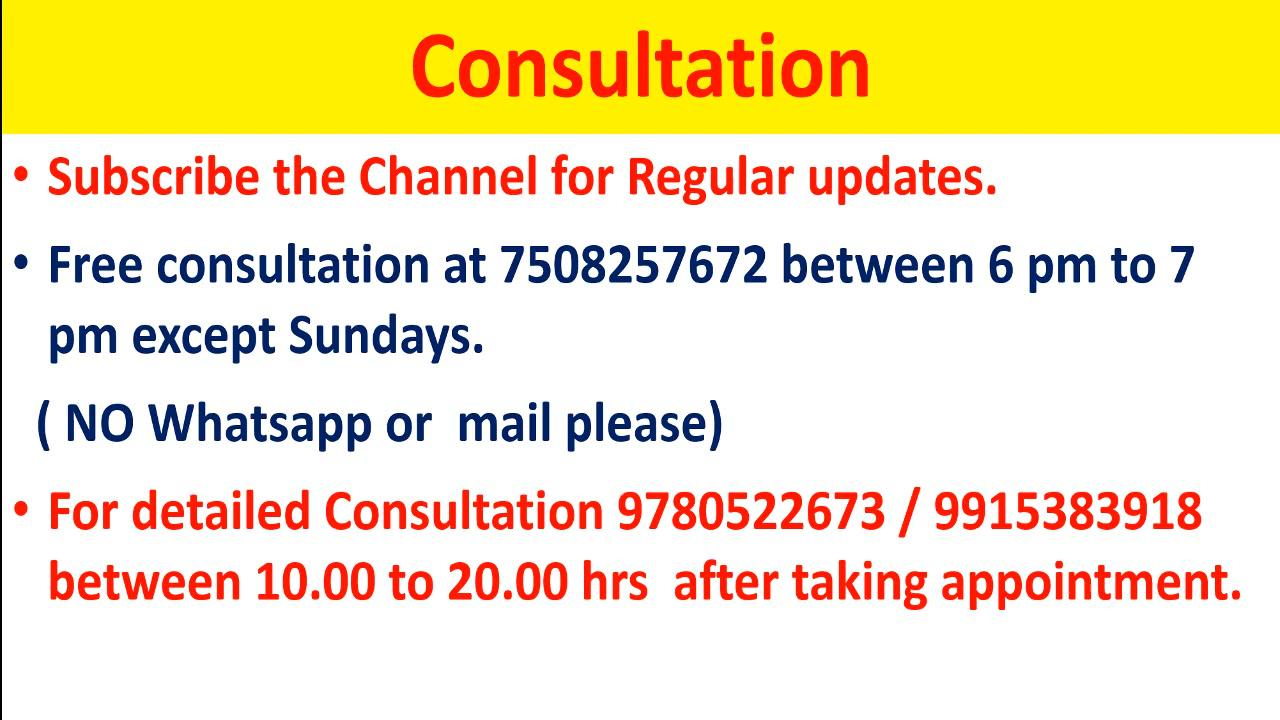 Consultation
• Subscribe the Channel for Regular updates.
• Free consultation at 7508257672 between 6 pm to 7
pm except Sundays.
( NO Whatsapp or  mail please)
• For detailed Consultation 9780522673 / 9915383918
between 10.00 to 20.00 hrs  after taking appointment.